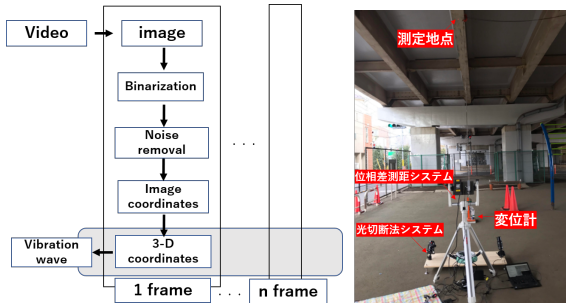 Video
image
Binarization
Noise
removal
. . .
Image
coordinates
Vibration
wave
3-D
coordinates
1 frame
. . .
n frame
測定地点
位相差測距システム
変位計
光切断法システム